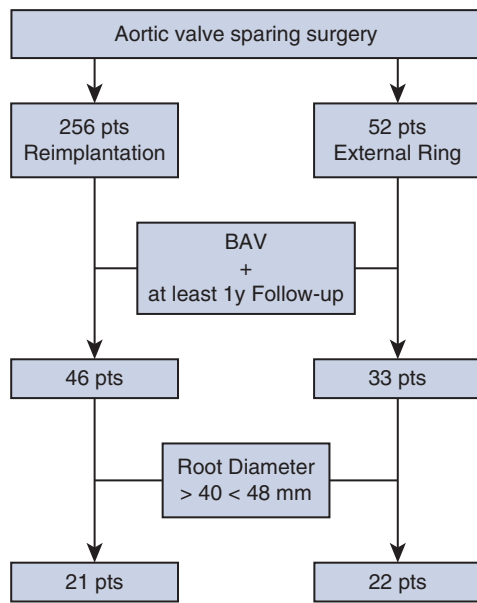 Aortic valve sparing surgery
256 pts
Reimplantation
52 pts
External Ring
BAV
+
at least 1y Follow-up
46 pts
33 pts
Root Diameter
> 40 < 48 mm
21 pts
22 pts